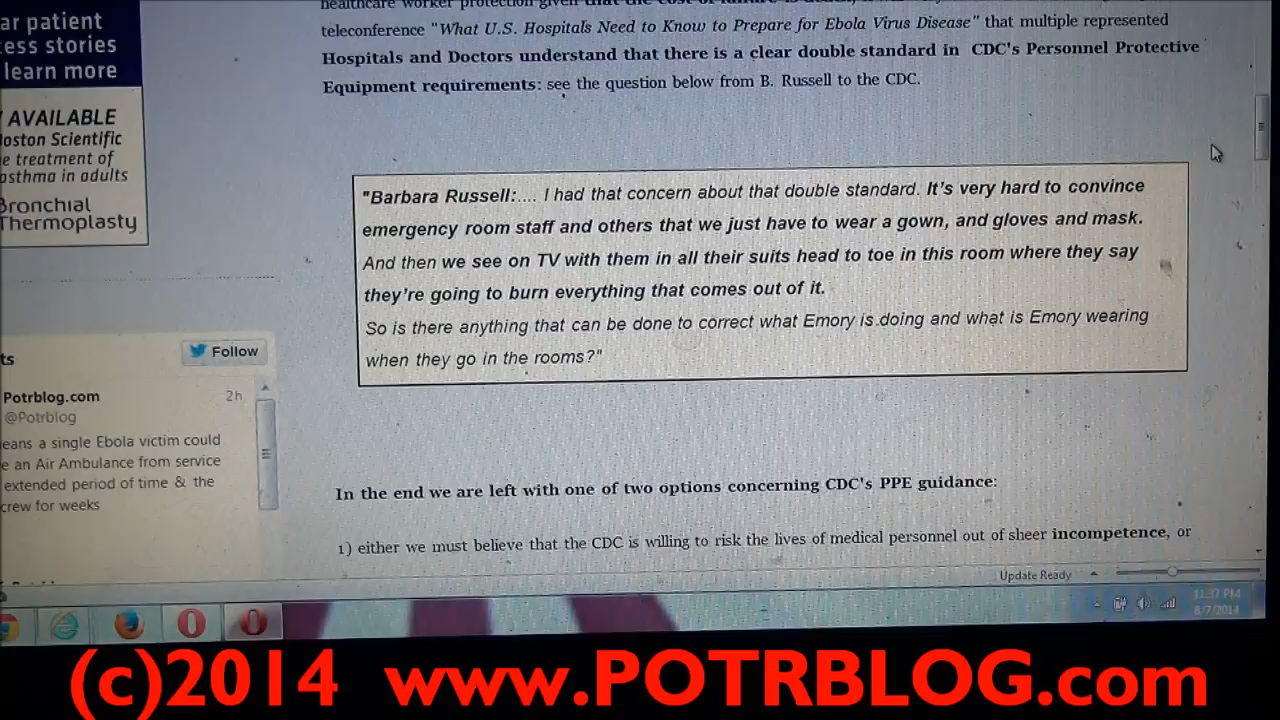 ar patient
ess stories
learn more
AVAILABLE
oston Scientific
e treatment of
asthma in adults
Bronchial
Thermoplasty
teleconference "What U.S. Hospitals Need to Know to Prepare for Ebola Virus Disease" that multiple represented
Hospitals and Doctors understand that there is a clear double standard in CDC's Personnel Protective
Equipment requirements: see the question below from B. Russell to the CDC.
"Barbara Russell:.... I had that concern about that double standard. It's very hard to convince
emergency room staff and others that we just have to wear a gown, and gloves and mask.
And then we see on TV with them in all their suits head to toe in this room where they say
they're going to burn everything that comes out of it.
So is there anything that can be done to correct what Emory is doing and what is Emory wearing
when they go in the rooms?"
ts
Follow
Potrblog.com
2h
@Potrblog
eans a single Ebola victim could
e an Air Ambulance from service
extended period of time & the
crew for weeks
In the end we are left with one of two options concerning CDC's PPE guidance:
1) either we must believe that the CDC is willing to risk the lives of medical personnel out of sheer incompetence, or
Update Ready
11:37 PM
8/7/2014
(c)2014 www.POTRBLOG.com